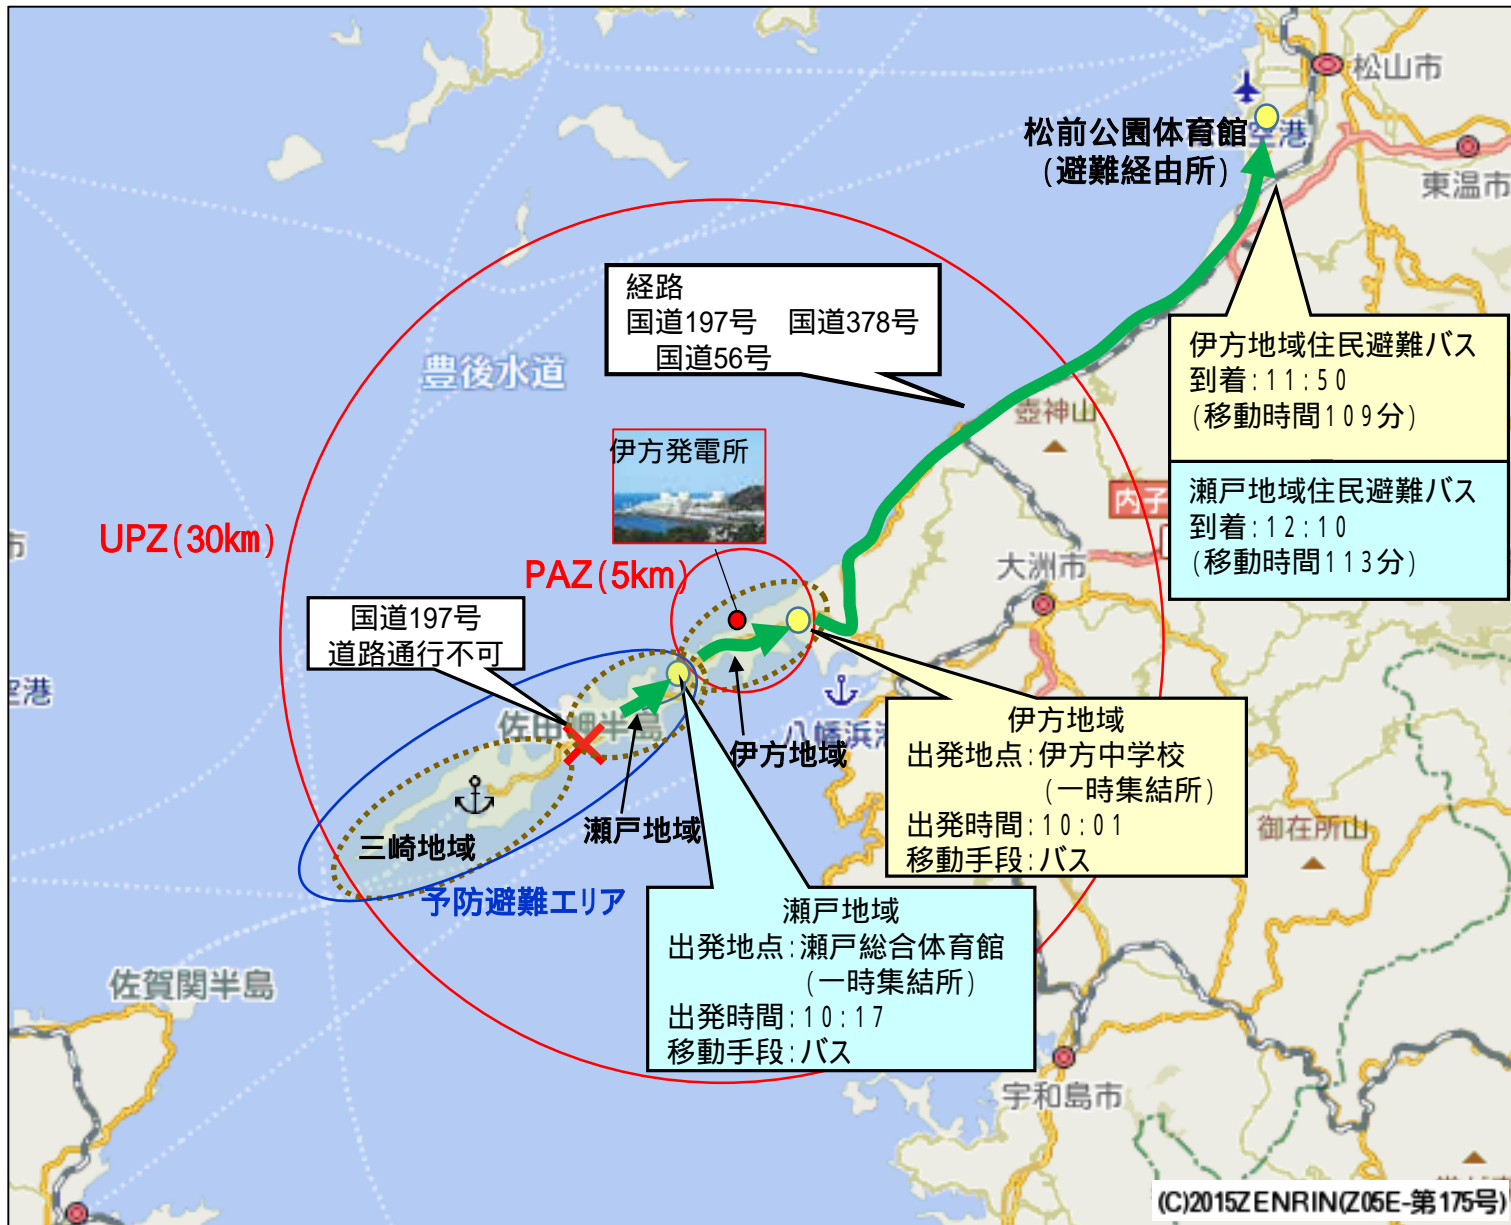 松山市
松前公園体育館
(避難経由所)
空港
東温市
経路
国道197号　国道378号
国道56号
豊後水道
伊方地域住民避難バス
到着:11:50
(移動時間109分)
壺神山
伊方発電所
瀬戸地域住民避難バス
到着:12:10
(移動時間113分)
内子
UPZ(30km)
市
PAZ(5km)
大洲市
国道197号
道路通行不可
空港
佐田岬半島
八幡浜港
伊方地域
伊方地域
出発地点:伊方中学校
(一時集結所)
出発時間:10:01
移動手段:バス
瀬戸地域
三崎地域
御在所山
予防避難エリア
瀬戸地域
出発地点:瀬戸総合体育館
(一時集結所)
出発時間:10:17
移動手段:バス
佐賀関半島
宇和島市
(C)2015ZENRIN(Z05E-第175号)